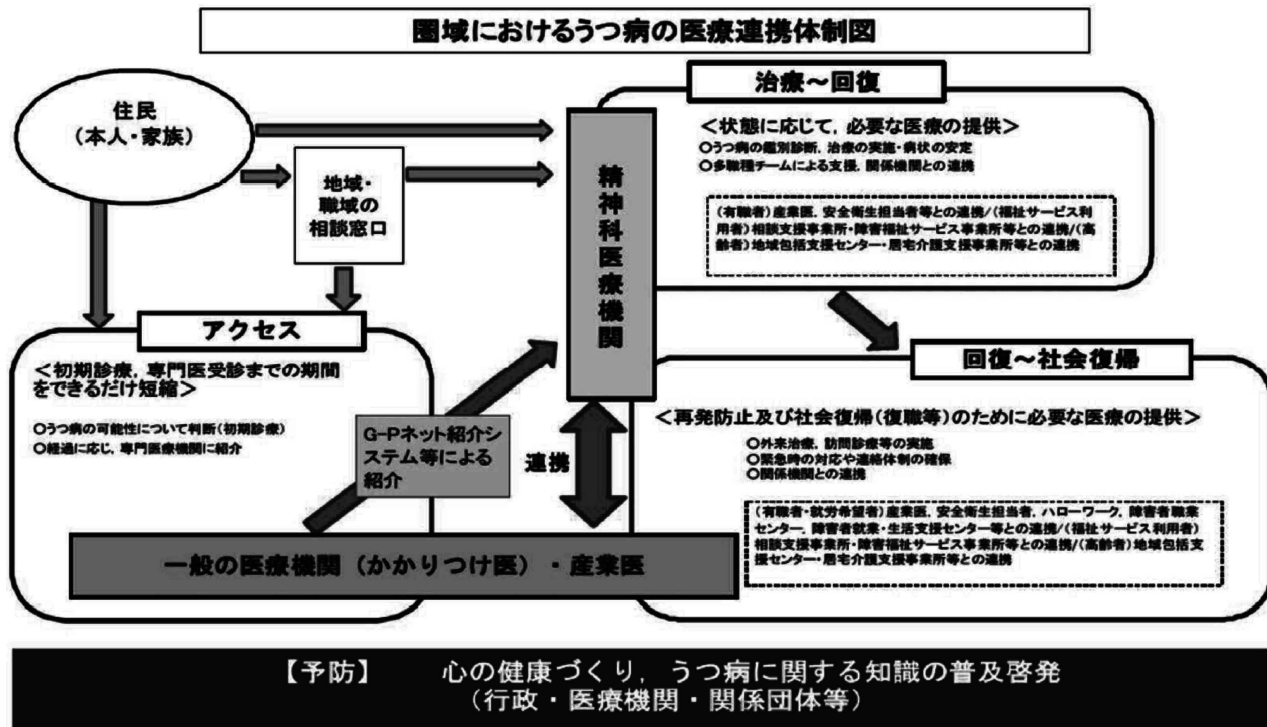 圏域におけるうつ病の医療連携体制図
住民
(本人・家族)
地域・
職域の
相談窓口
精神科医療機関
治療～回復
＜状態に応じて，必要な医療の提供＞
○うつ病の鑑別診断，治療の実施・病状の安定
○多職種チームによる支援，関係機関との連携
(有職者)産業医，安全衛生担当者等との連携/(福祉サービス利
用者)相談支援事業所・障害福祉サービス事業所等との連携/(高
齢者)地域包括支援センター・居宅介護支援事業所等との連携
アクセス
＜初期診療，専門医受診までの期間
をできるだけ短縮＞
○うつ病の可能性について判断(初期診療)
○経過に応じ，専門医療機関に紹介
G-Pネット紹介シ
ステム等による
紹介
連携
一般の医療機関（かかりつけ医）・産業医
回復～社会復帰
＜再発防止及び社会復帰(復職等)のために必要な医療の提供＞
○外来治療，訪問診療等の実施
○緊急時の対応や連絡体制の確保
○関係機関との連携
(有職者・就労希望者)産業医，安全衛生担当者，ハローワーク，障害者職業
センター，障害者就業・生活支援センター等との連携/(福祉サービス利用者)
相談支援事業所・障害福祉サービス事業所等との連携/(高齢者)地域包括支
援センター・居宅介護支援事業所等との連携
【予防】 心の健康づくり，うつ病に関する知識の普及啓発
（行政・医療機関・関係団体等）